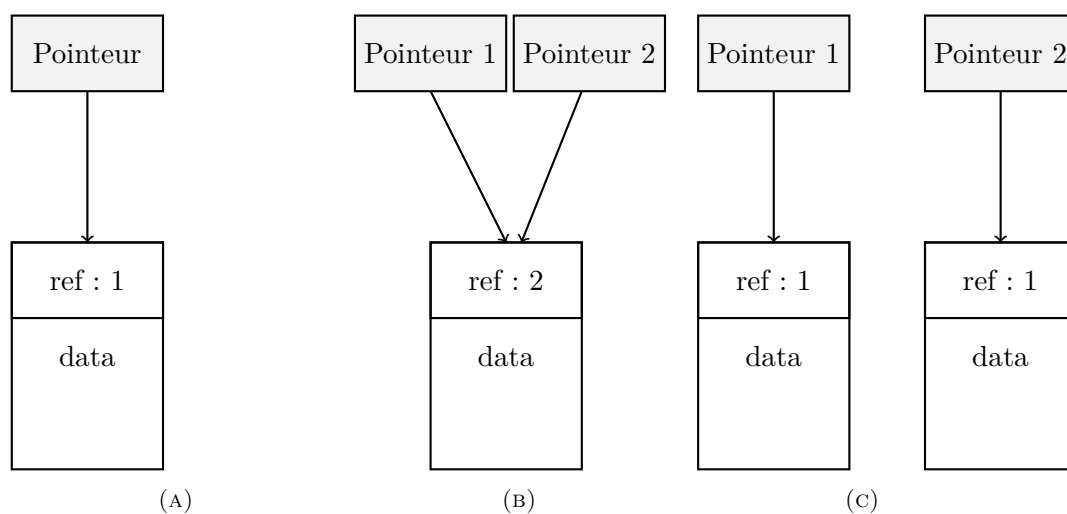 Pointeur
Pointeur 1
Pointeur 2
Pointeur 1
Pointeur 2
ref : 1
ref : 2
ref : 1
ref : 1
data
data
data
data
(A)
(B)
(C)